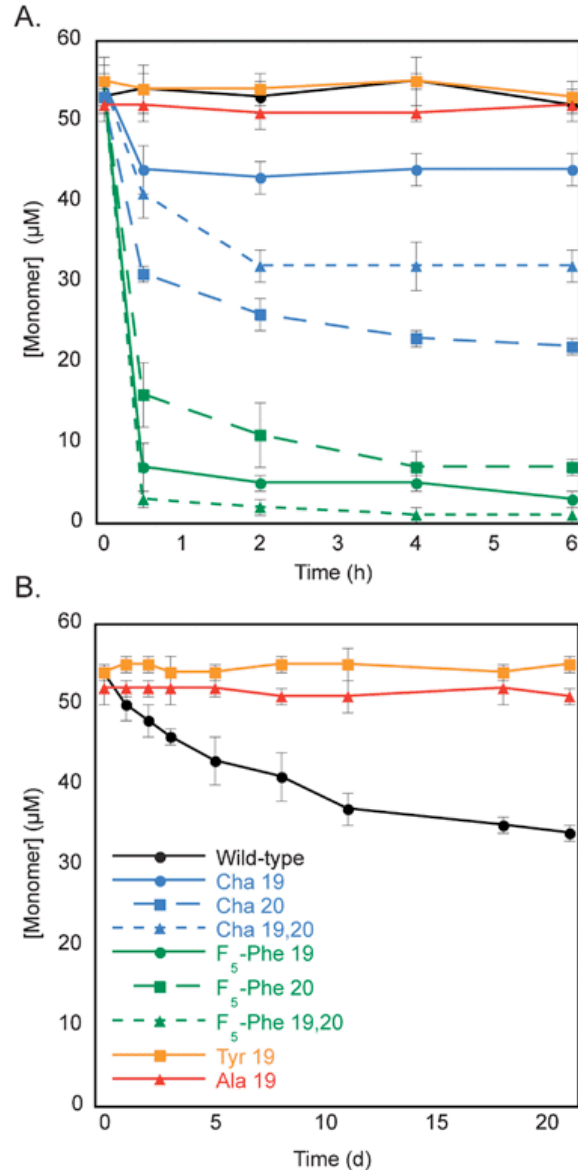 A.
60
50
40
30
20
10
0
[Monomer] (µM)
0 1 2 3 4 5 6
Time (h)
B.
60
50
40
30
20
10
0
[Monomer] (µM)
Wild-type
Cha 19
Cha 20
Cha 19,20
F5-Phe 19
F5-Phe 20
F5-Phe 19,20
Tyr 19
Ala 19
0 5 10 15 20
Time (d)